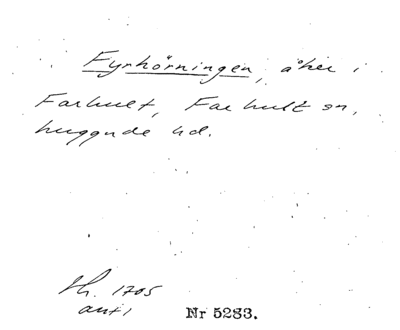 Fyrhörningen, åker i
Farhult, Farhult sn,
Luggude hd.
1705
Nr 5283.